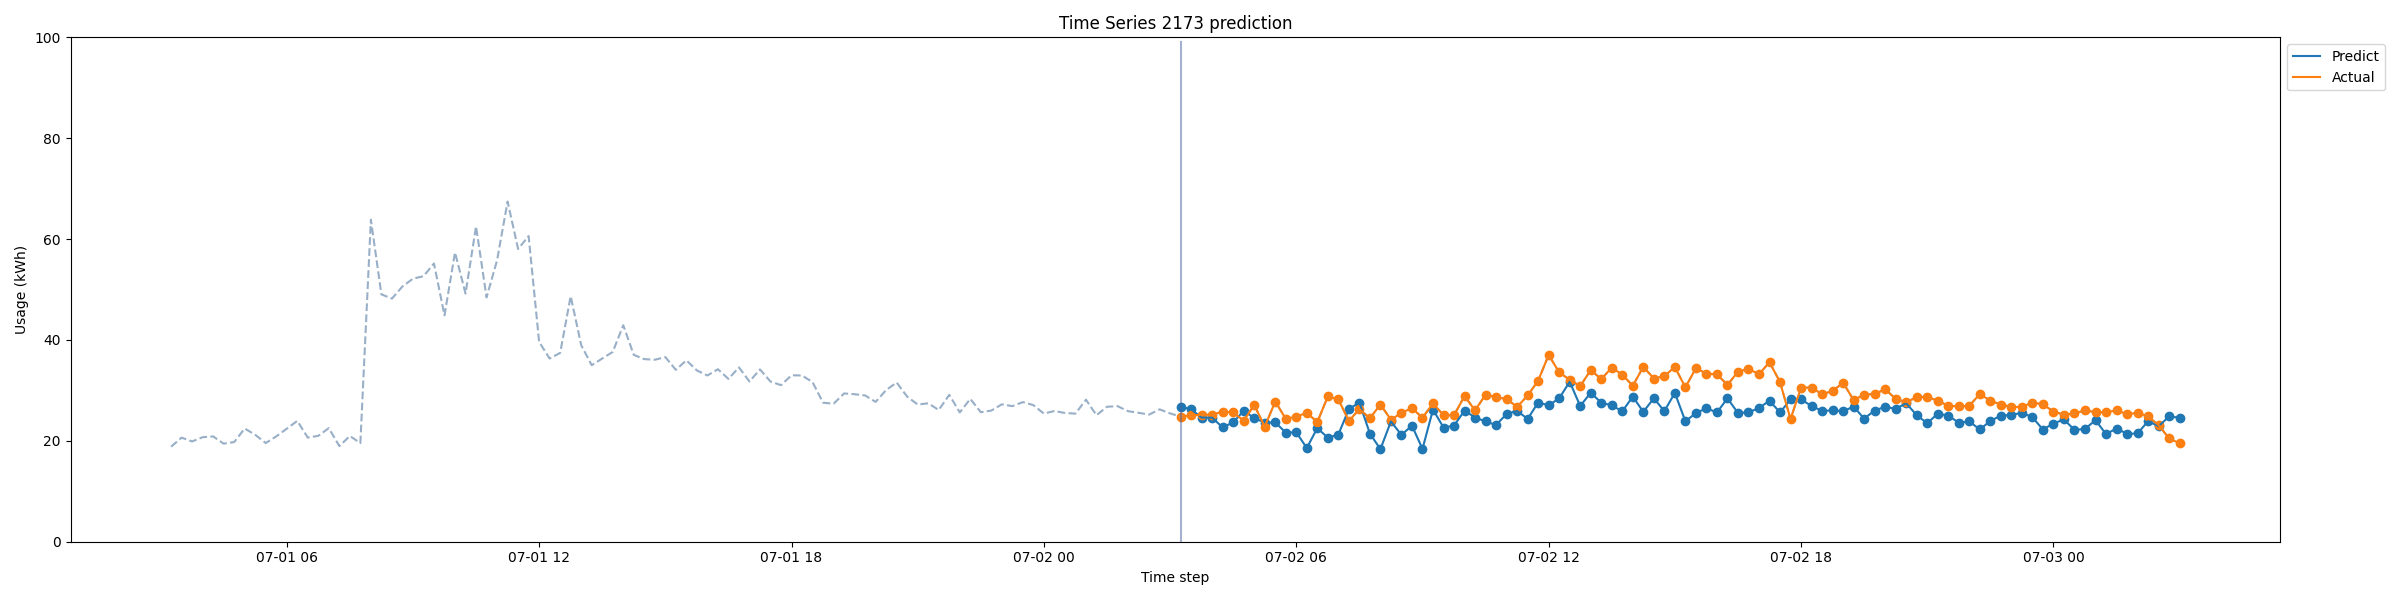 Time Series 2173 prediction
Usage (kWh)
100
80
60
40
20
0
07-01 06
07-01 12
07-01 18
07-02 00
07-02 06
07-02 12
07-02 18
07-03 00
Time step
Predict
Actual